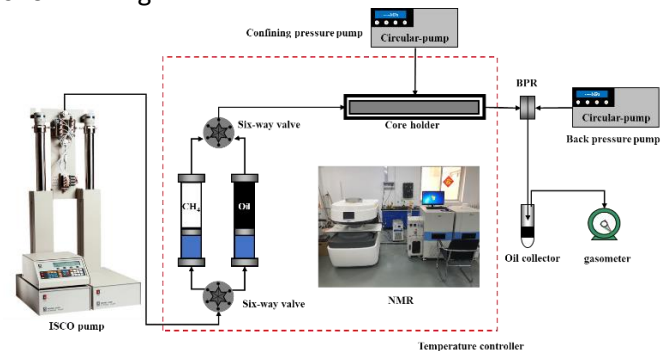 Confining pressure pump
Circular-pump
BPR
Circular-pump
Back pressure pump
Six-way valve
Core holder
CH4
Oil
Six-way valve
NMR
Oil collector
gasometer
ISCO pump
Temperature controller